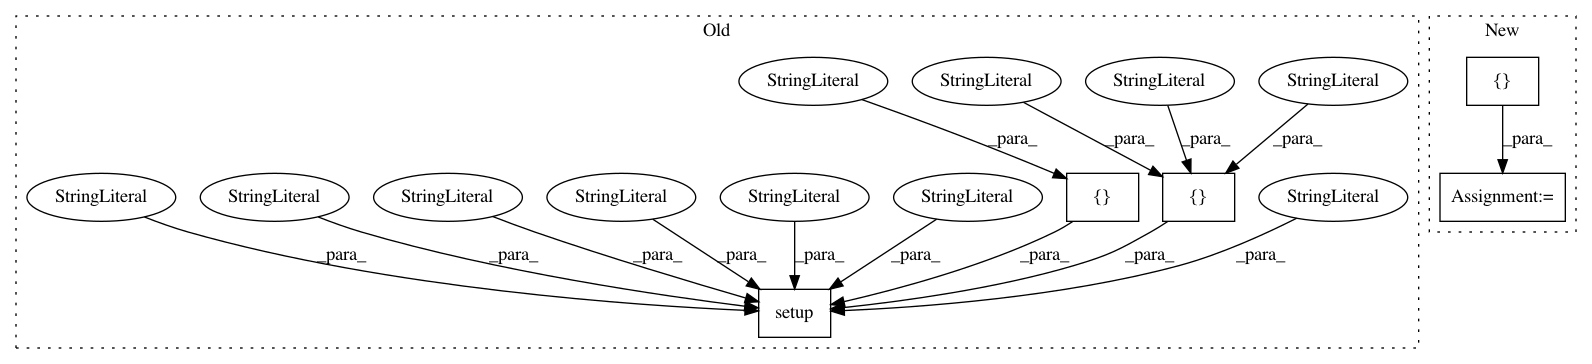 Old
New
StringLiteral
StringLiteral
StringLiteral
StringLiteral
{}
_para_
_para_
_para_
_para_
_para_
StringLiteral
StringLiteral
StringLiteral
StringLiteral
StringLiteral
StringLiteral
{}
{}
StringLiteral
Assignment:=
_para_
_para_
_para_
_para_
_para_
_para_
_para_
_para_
_para_
setup